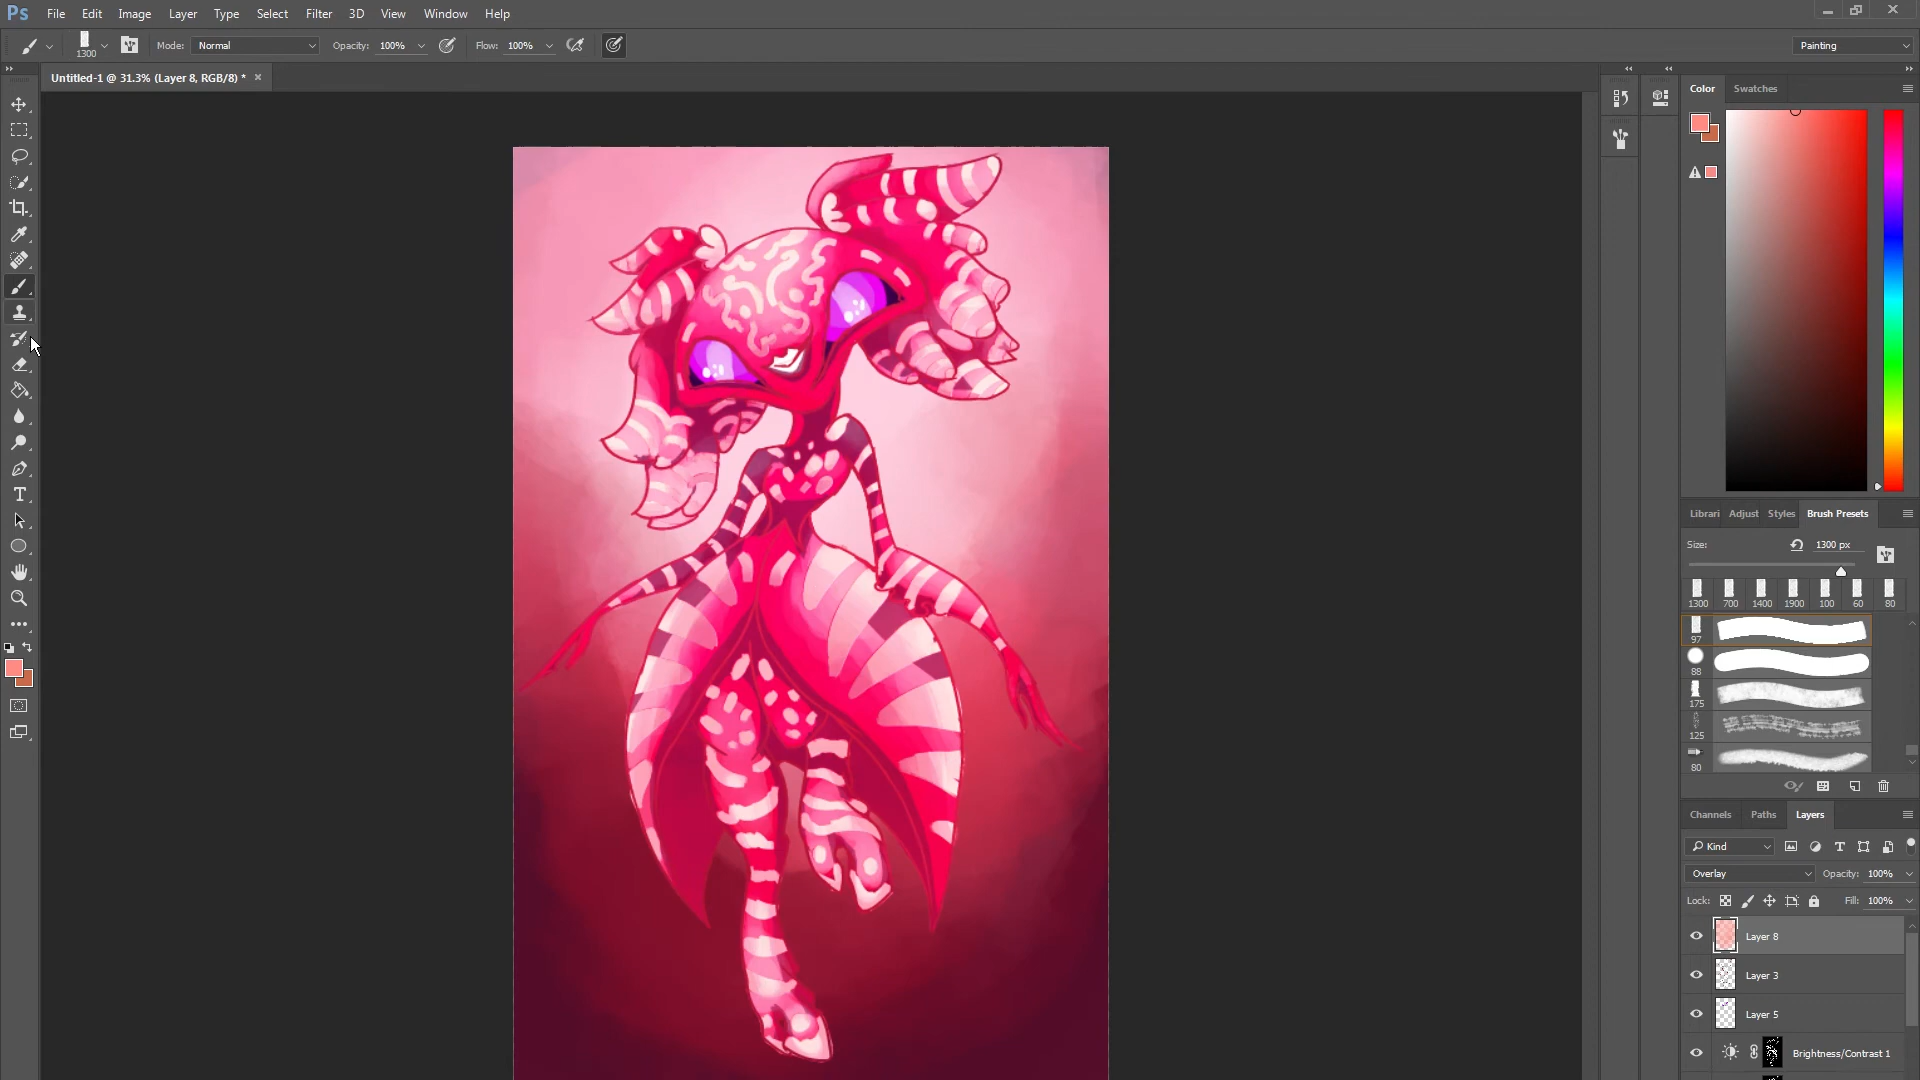 Ps File Edit Image Layer Type Select Filter 3D View Window Help
1300 Mode: Normal Opacity: 100% Flow: 100% Painting
Untitled-1 @ 31.3% (Layer 8, RGB/8) * ×
Color Swatches
Librari Adjust Styles Brush Presets
Size: 1300 px
1300 700 1400 1900 100 60 80
97
88
175
125
80
Channels Paths Layers
Kind
Overlay Opacity: 100%
Lock: Fill: 100%
Layer 8
Layer 3
Layer 5
Brightness/Contrast 1